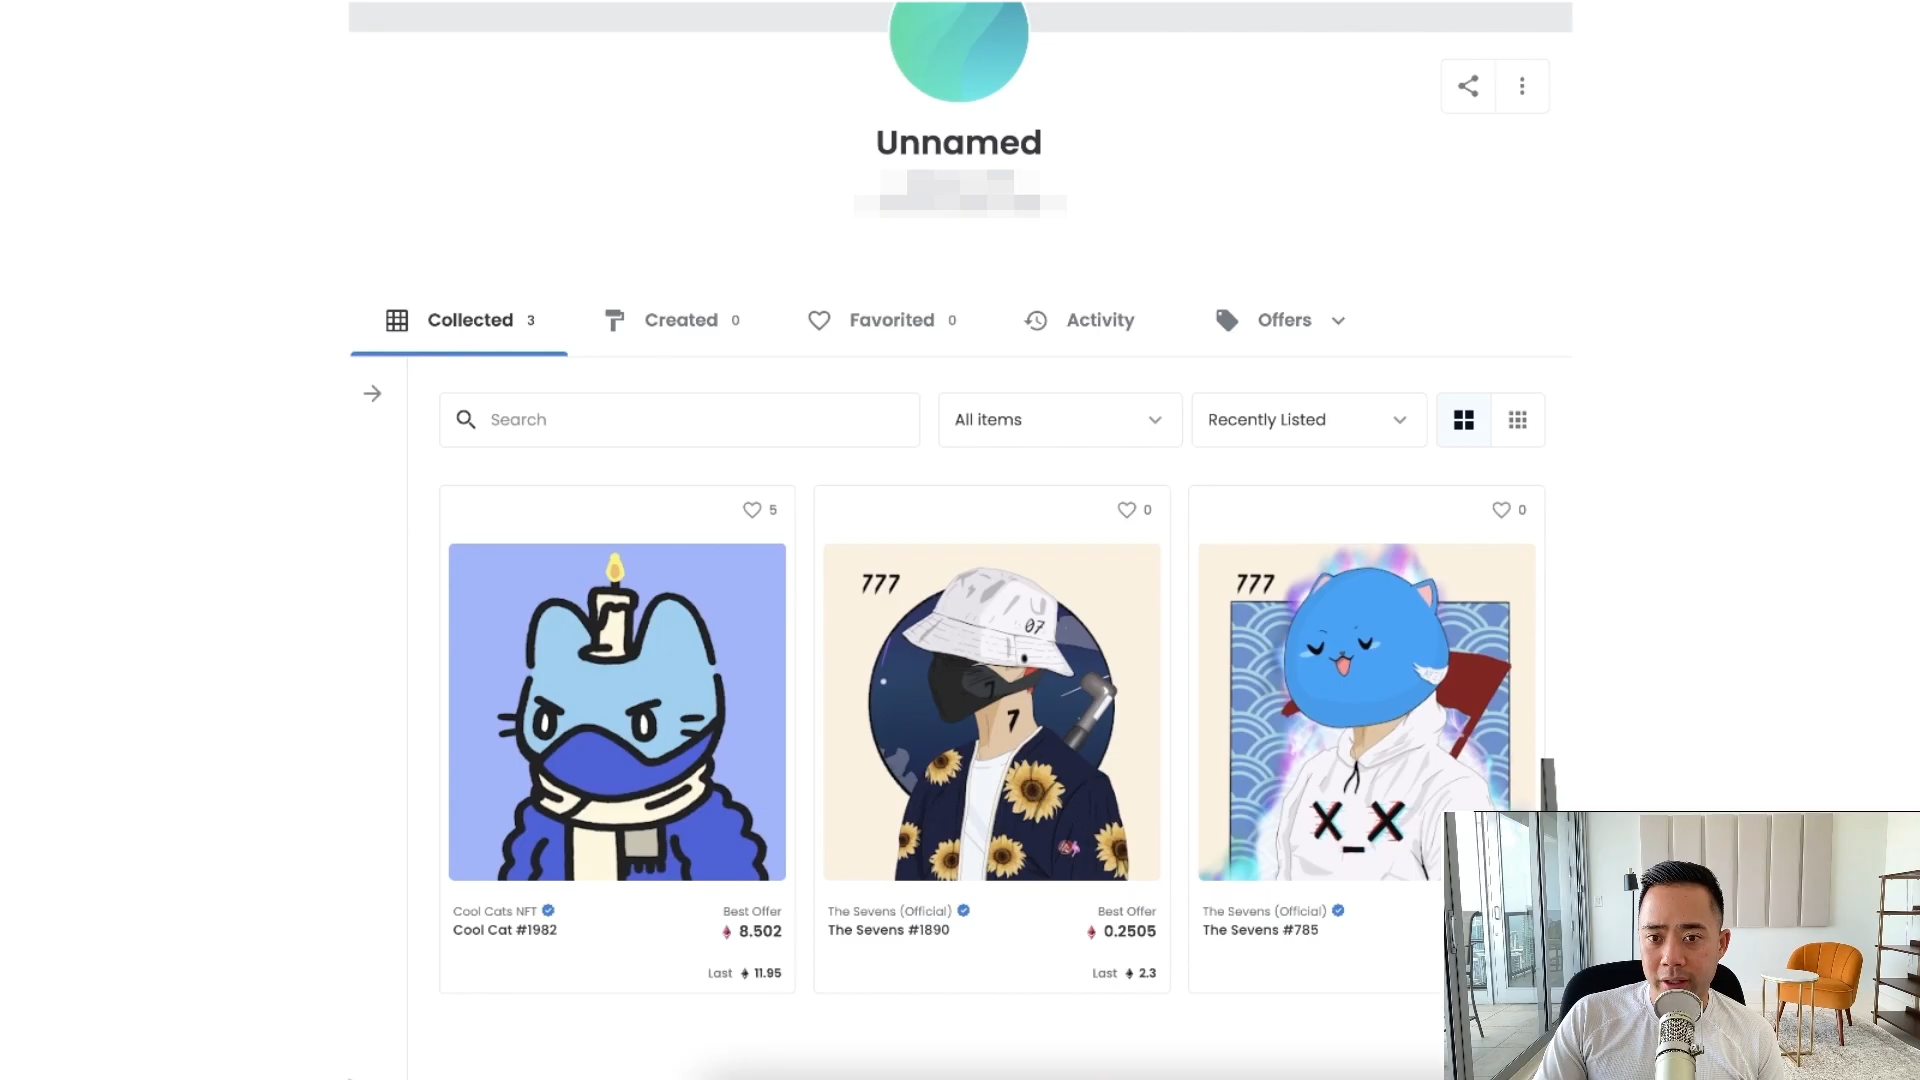 Unnamed
Collected 3
Created 0
Favorited 0
Activity
Offers
Search
All items
Recently Listed
5
0
0
777
07
7
7
777
X_X
Cool Cats NFT
Best Offer
Cool Cat #1982
8.502
Last 11.95
The Sevens (Official)
Best Offer
The Sevens #1890
0.2505
Last 2.3
The Sevens (Official)
The Sevens #785